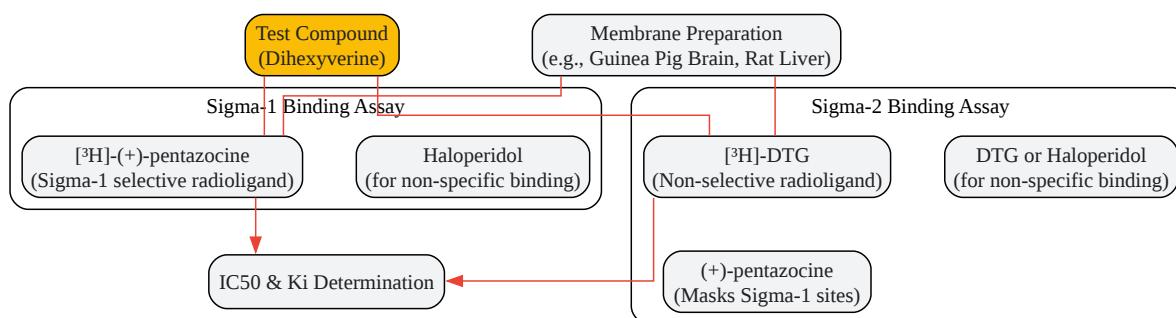 Test Compound
(Dihexyverine)
Membrane Preparation
(e.g., Guinea Pig Brain, Rat Liver)
Sigma-1 Binding Assay
Sigma-2 Binding Assay
[³H]-(+)-pentazocine
(Sigma-1 selective radioligand)
Haloperidol
(for non-specific binding)
[³H]-DTG
(Non-selective radioligand)
DTG or Haloperidol
(for non-specific binding)
IC50 & Ki Determination
(+)-pentazocine
(Masks Sigma-1 sites)